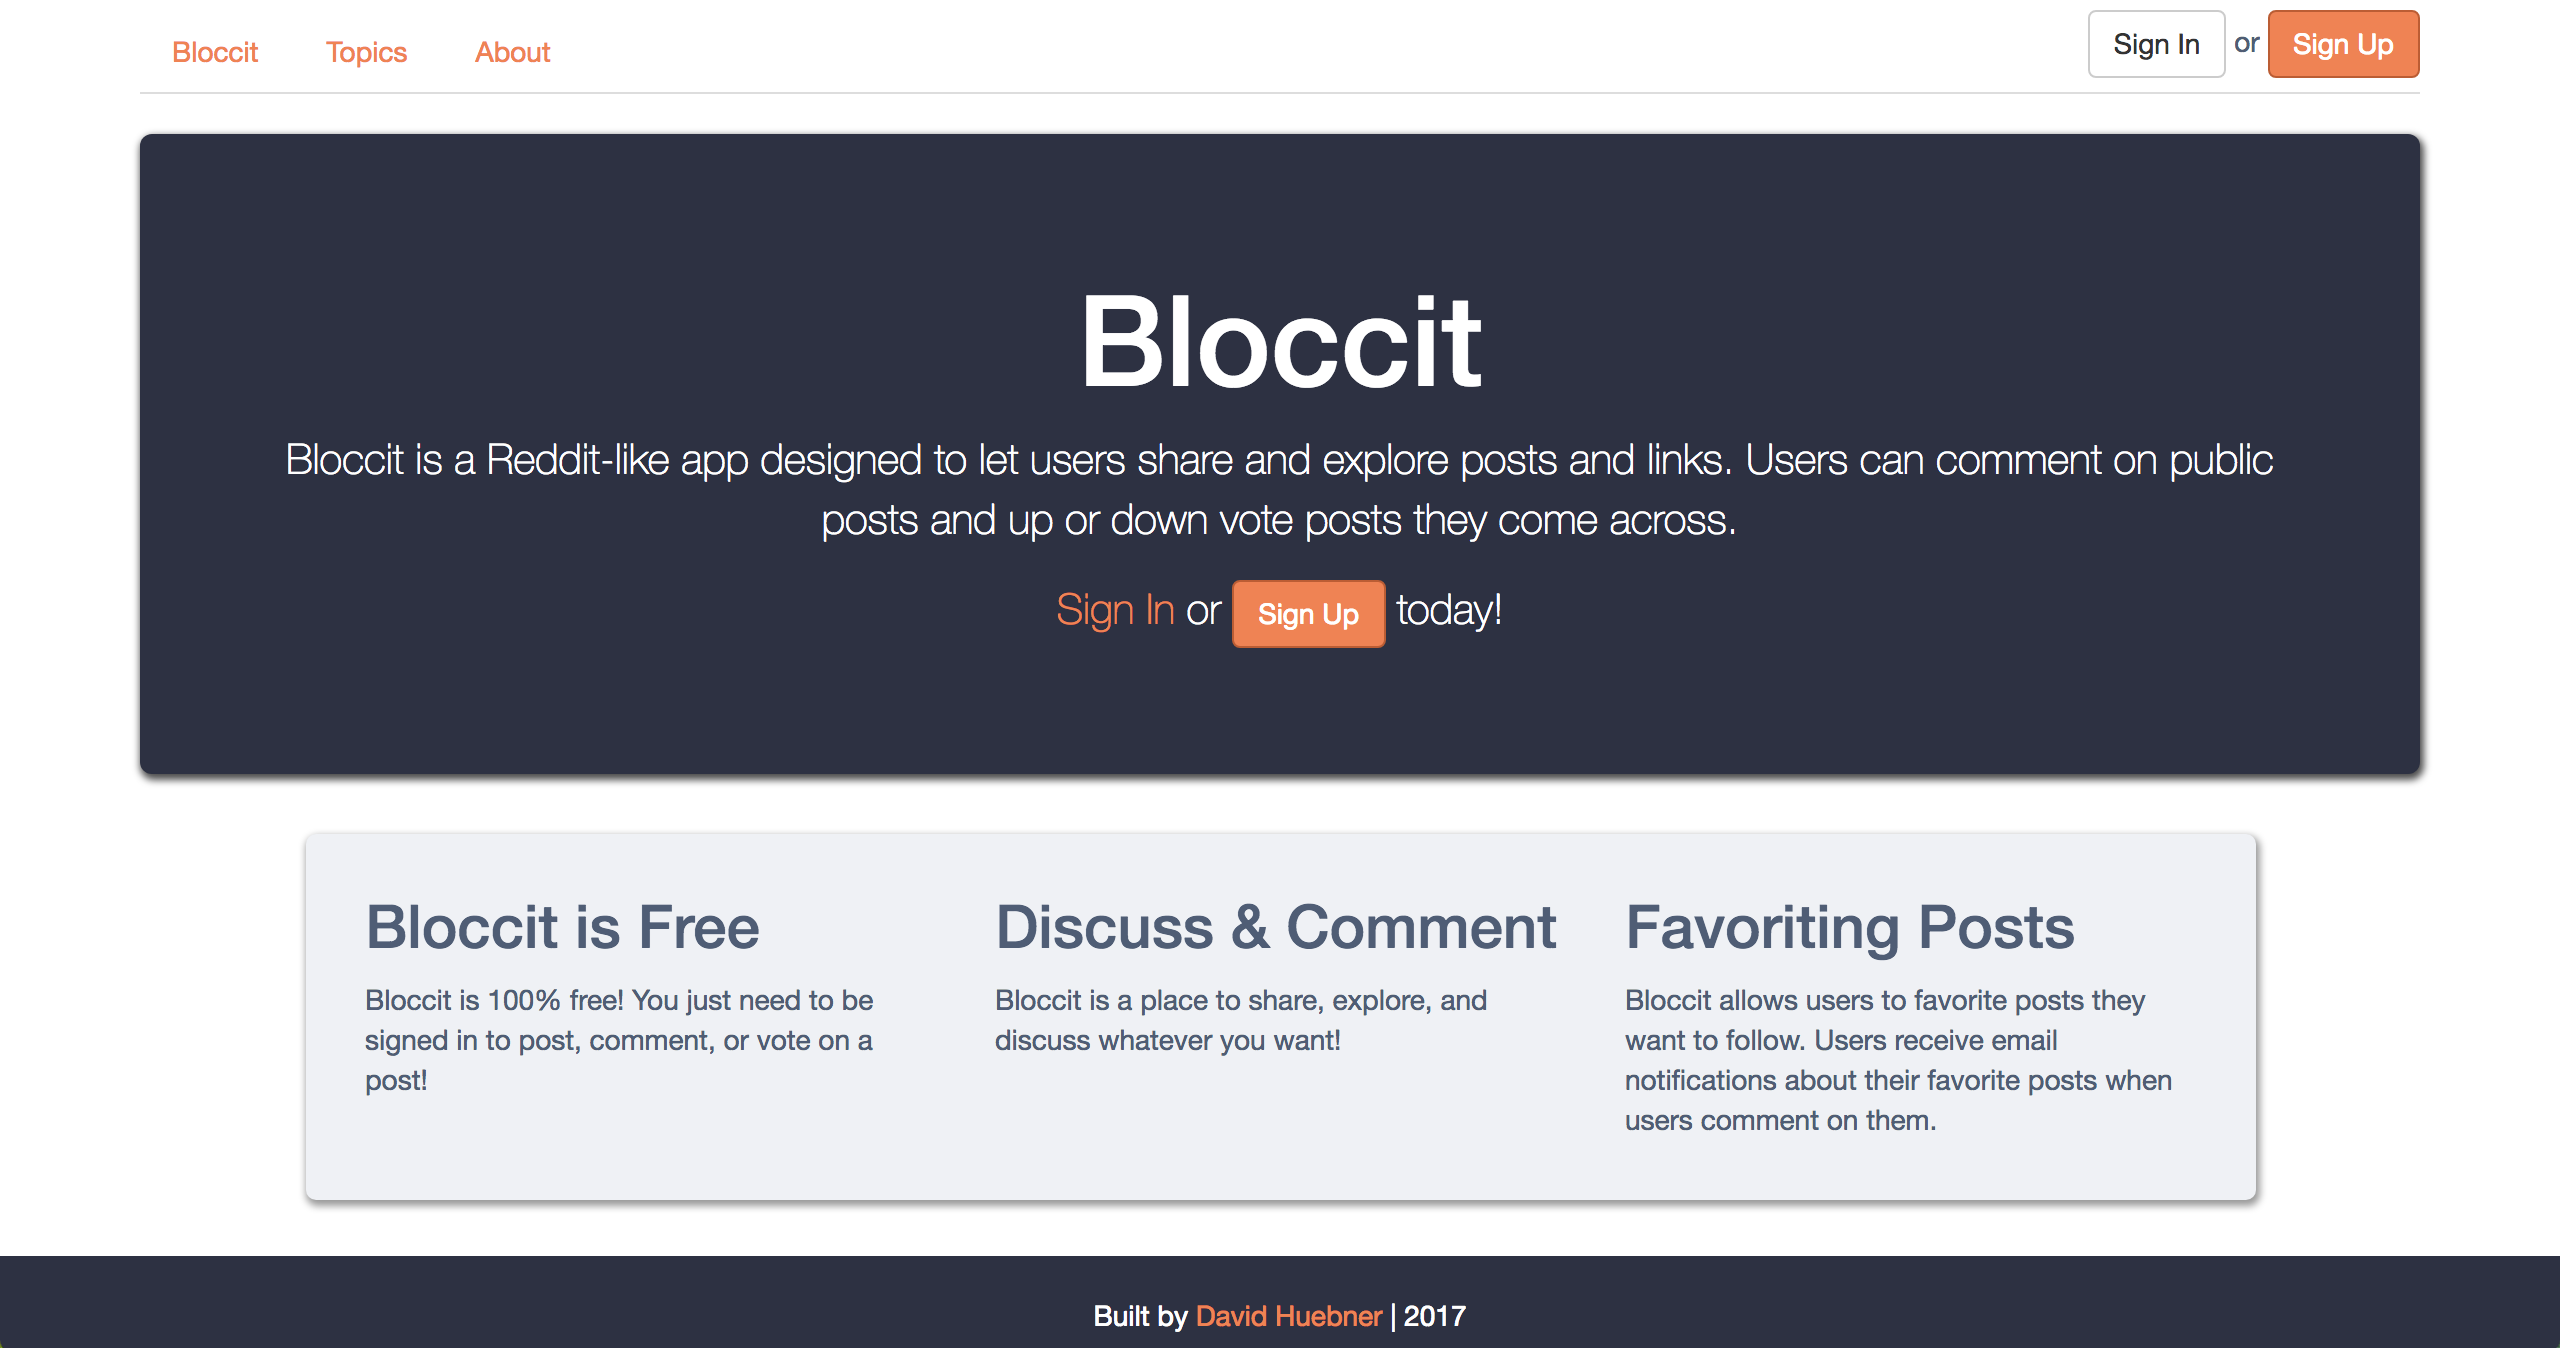 Bloccit Topics About Sign In or Sign Up
Bloccit
Bloccit is a Reddit-like app designed to let users share and explore posts and links. Users can comment on public
posts and up or down vote posts they come across.
Sign In or Sign Up today!
Bloccit is Free
Bloccit is 100% free! You just need to be
signed in to post, comment, or vote on a
post!
Discuss & Comment
Bloccit is a place to share, explore, and
discuss whatever you want!
Favoriting Posts
Bloccit allows users to favorite posts they
want to follow. Users receive email
notifications about their favorite posts when
users comment on them.
Built by David Huebner | 2017